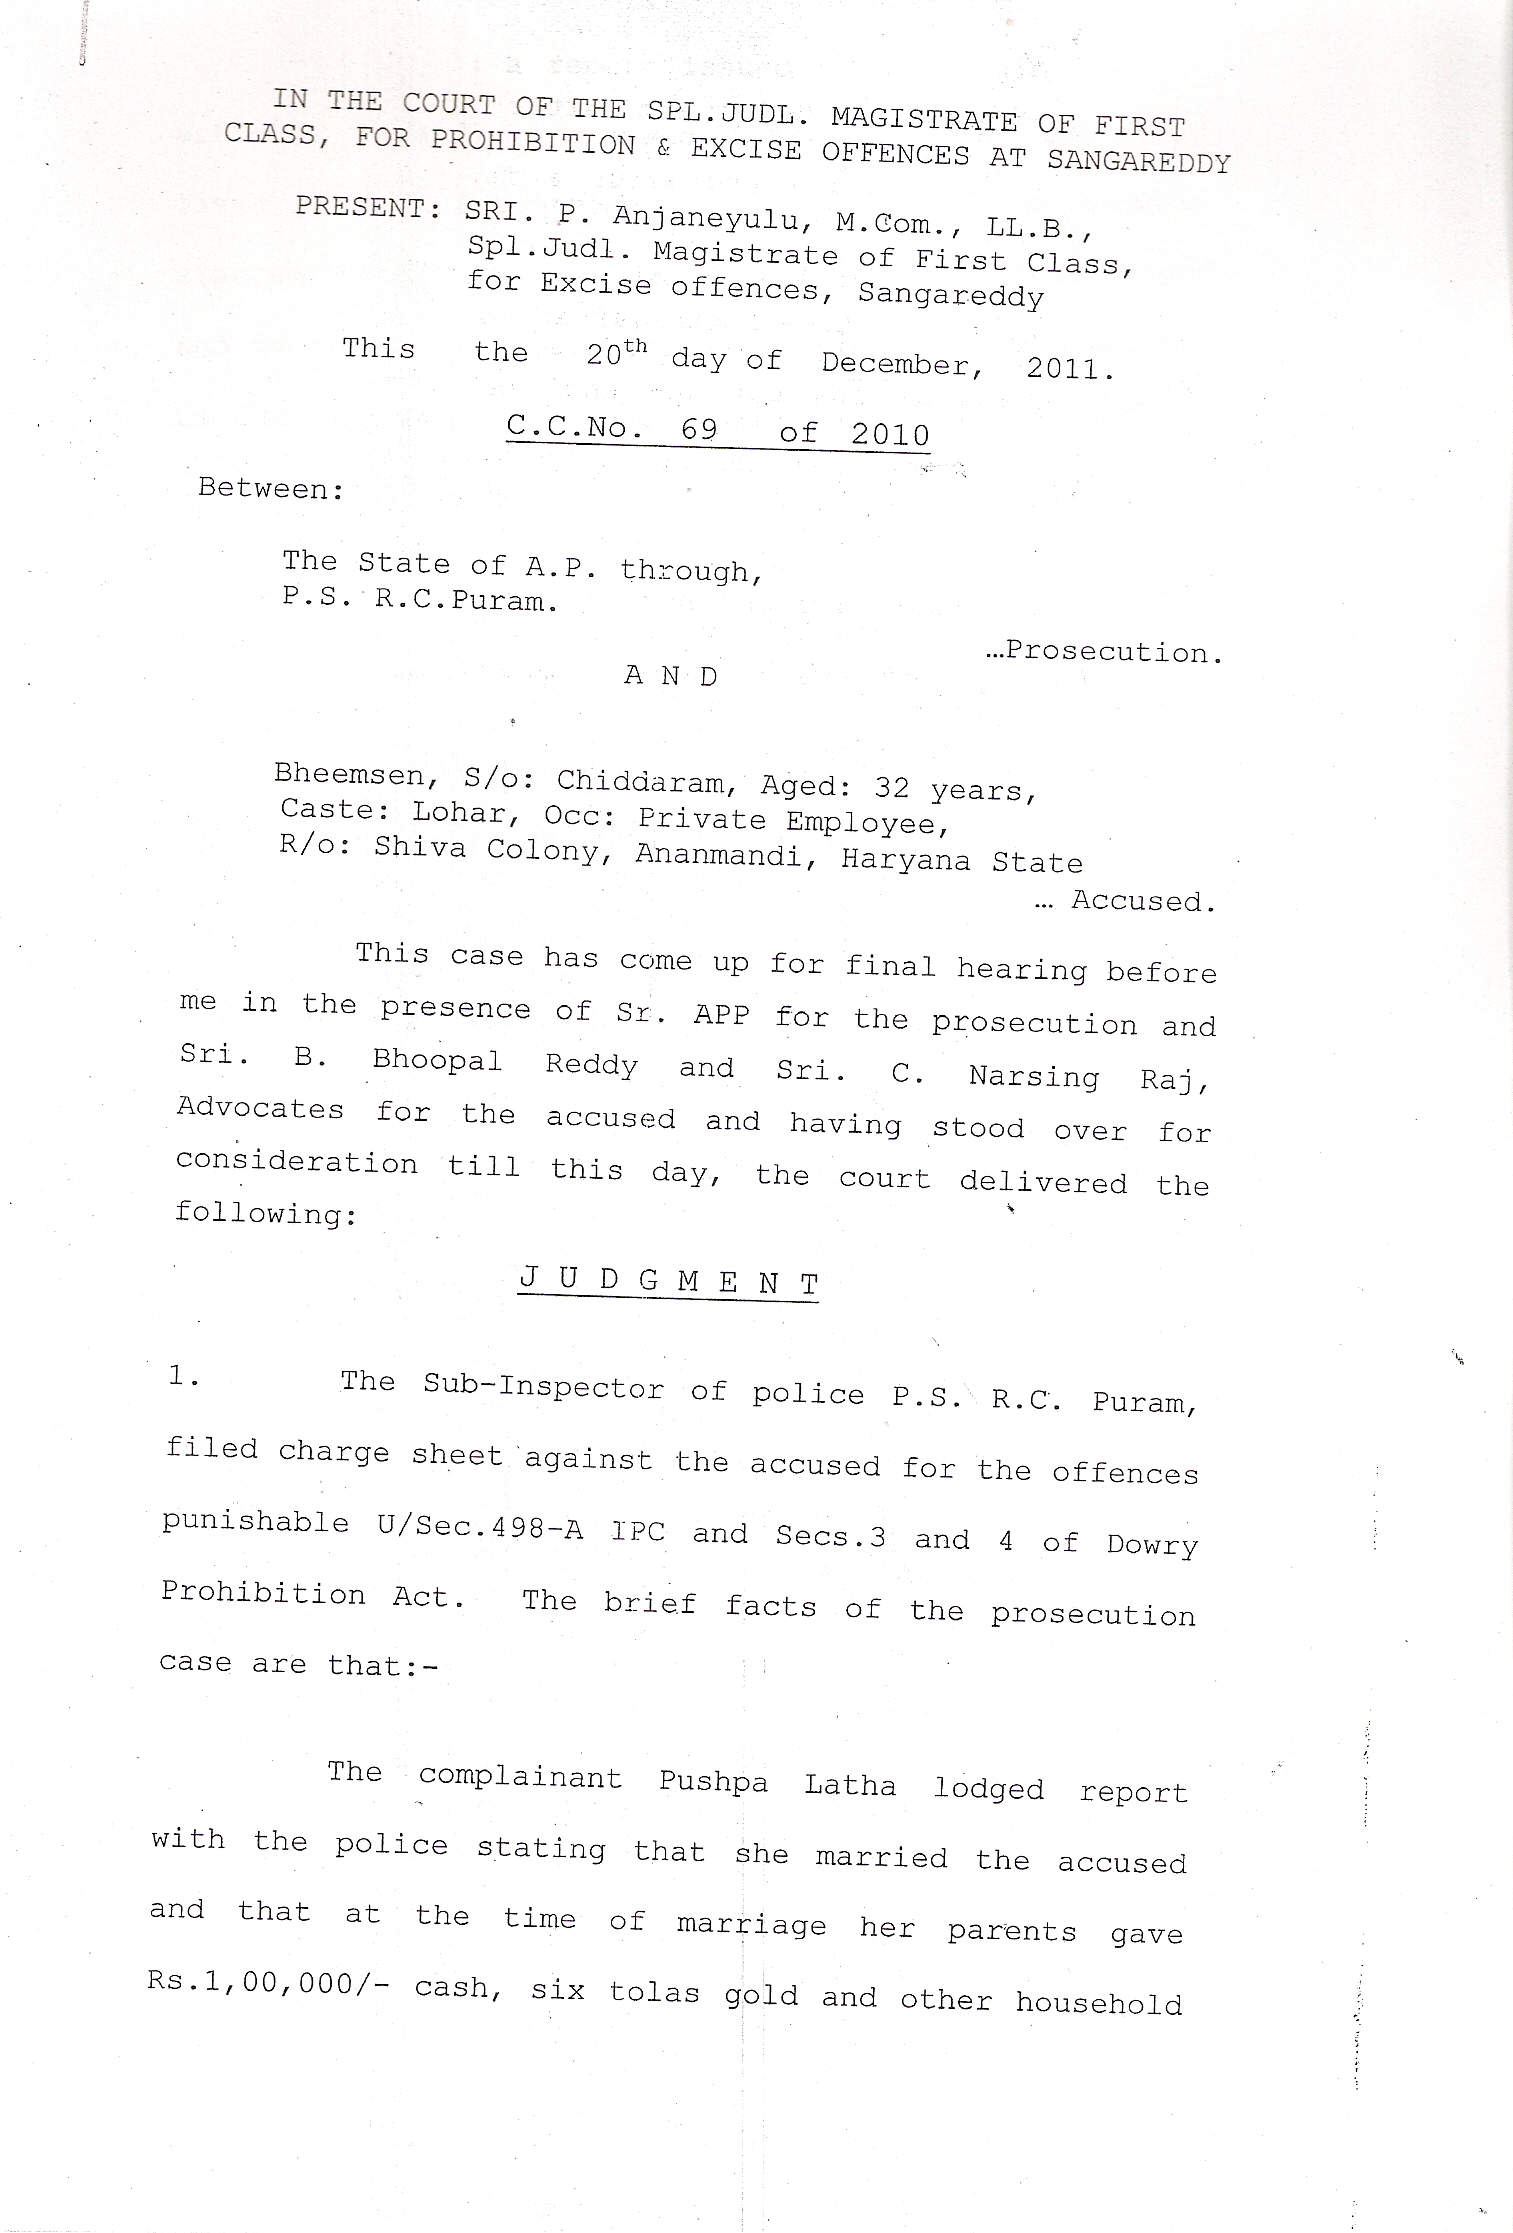 IN THE COURT OF THE SPL.JUDL. MAGISTRATE OF FIRST
CLASS, FOR PROHIBITION & EXCISE OFFENCES AT SANGAREDDY
PRESENT: SRI. P. Anjaneyulu, M.Com., LL.B.,
Spl.Judl. Magistrate of First Class,
for Excise offences, Sangareddy
This the 20th day of December, 2011.
C.C.No. 69 of 2010
Between:
The State of A.P. through,
P.S. R.C.Puram.
…Prosecution.
A N D
Bheemsen, S/o: Chiddaram, Aged: 32 years,
Caste: Lohar, Occ: Private Employee,
R/o: Shiva Colony, Ananmandi, Haryana State
… Accused.
This case has come up for final hearing before
me in the presence of Sr. APP for the prosecution and
Sri. B. Bhoopal Reddy and Sri. C. Narsing Raj,
Advocates for the accused and having stood over for
consideration till this day, the court delivered the
following:
J U D G M E N T
1. The Sub-Inspector of police P.S. R.C. Puram,
filed charge sheet against the accused for the offences
punishable U/Sec.498-A IPC and Secs.3 and 4 of Dowry
Prohibition Act. The brief facts of the prosecution
case are that:-
The complainant Pushpa Latha lodged report
with the police stating that she married the accused
and that at the time of marriage her parents gave
Rs.1,00,000/- cash, six tolas gold and other household